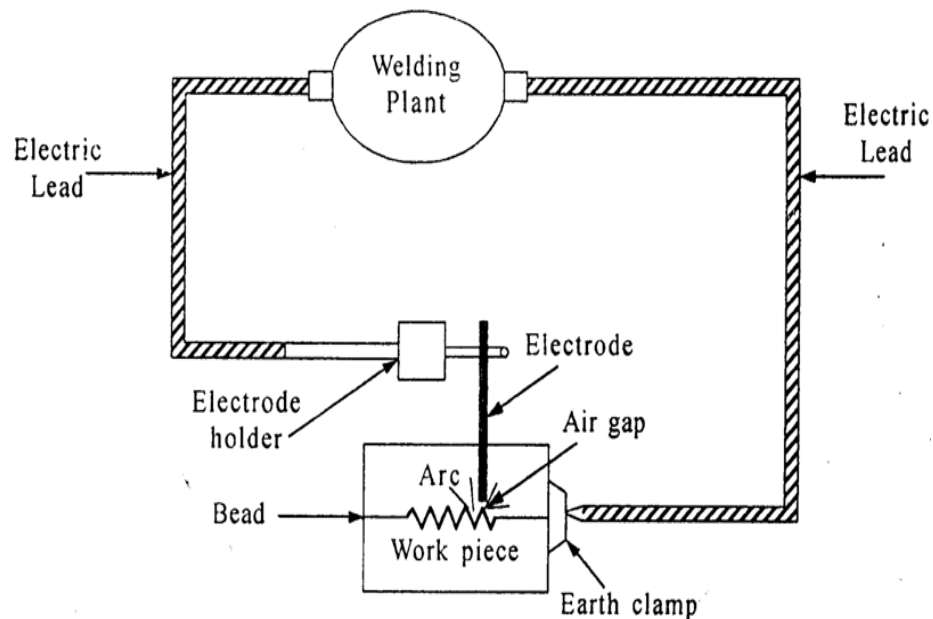 Welding
Plant
Electric
Lead
Electric
Lead
Electrode
Electrode
holder
Air gap
Arc
Bead
Work piece
Earth clamp